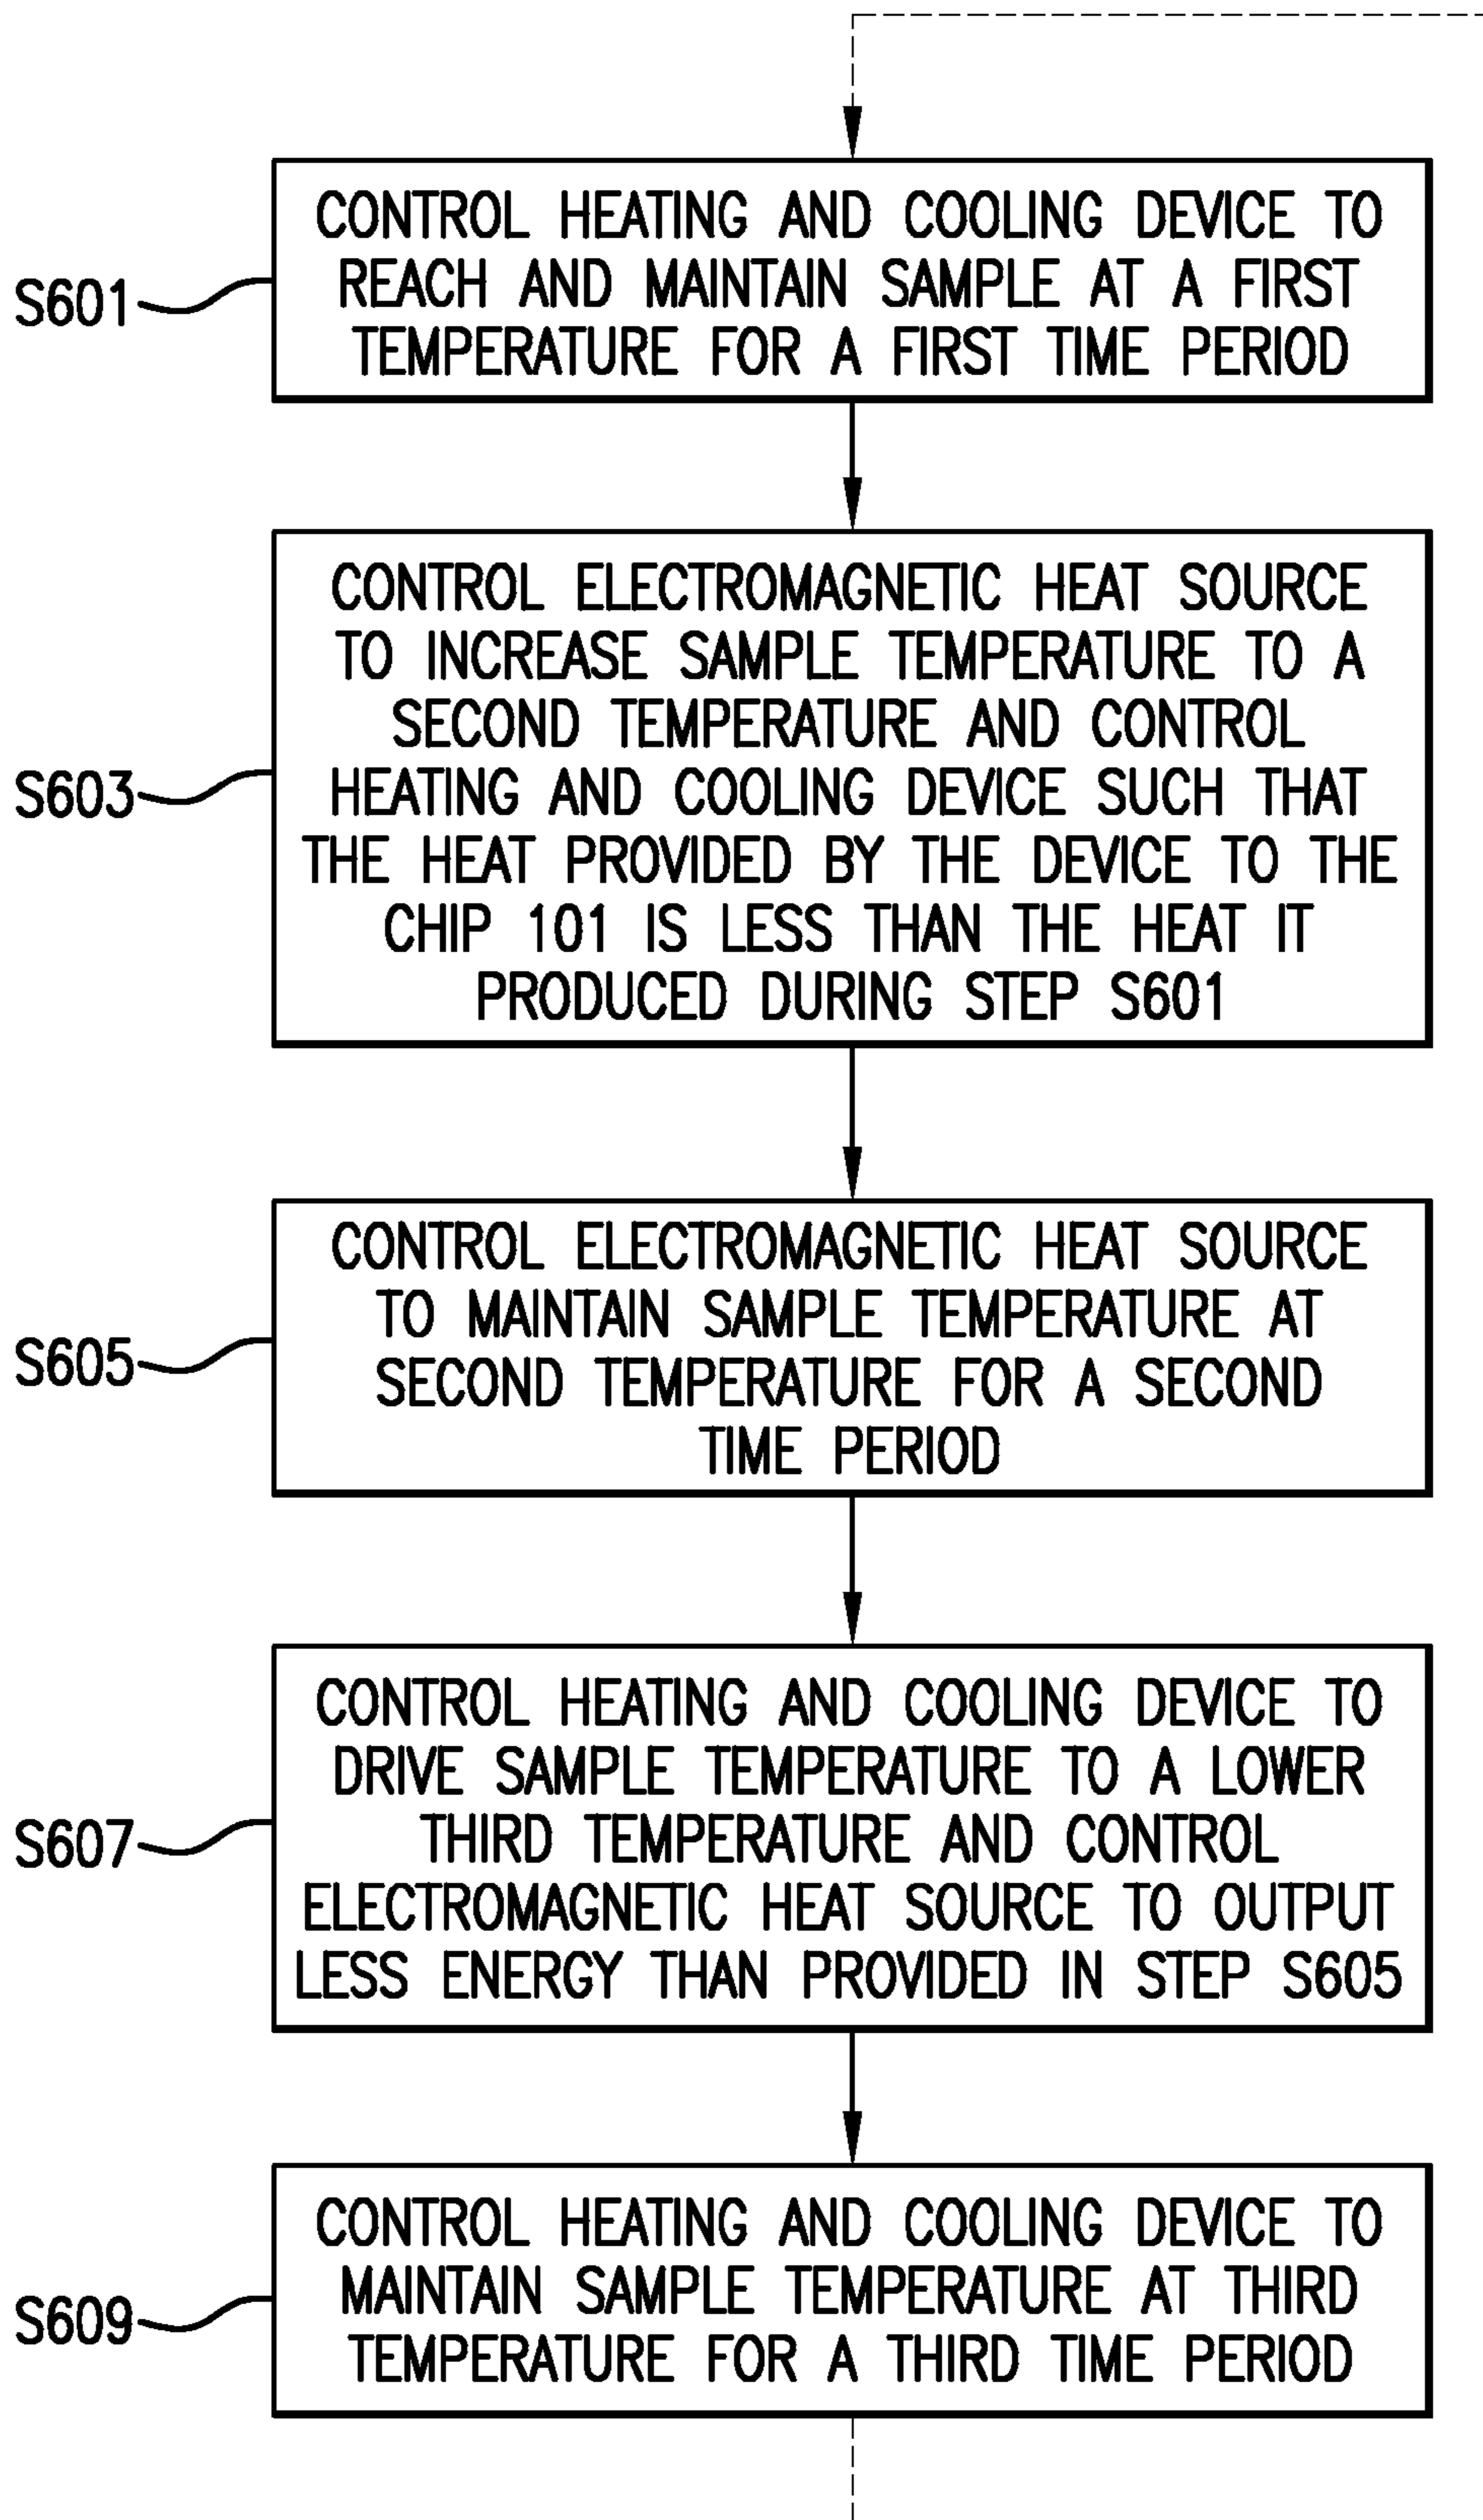 S601
CONTROL HEATING AND COOLING DEVICE TO
REACH AND MAINTAIN SAMPLE AT A FIRST
TEMPERATURE FOR A FIRST TIME PERIOD
S603
CONTROL ELECTROMAGNETIC HEAT SOURCE
TO INCREASE SAMPLE TEMPERATURE TO A
SECOND TEMPERATURE AND CONTROL
HEATING AND COOLING DEVICE SUCH THAT
THE HEAT PROVIDED BY THE DEVICE TO THE
CHIP 101 IS LESS THAN THE HEAT IT
PRODUCED DURING STEP S601
S605
CONTROL ELECTROMAGNETIC HEAT SOURCE
TO MAINTAIN SAMPLE TEMPERATURE AT
SECOND TEMPERATURE FOR A SECOND
TIME PERIOD
S607
CONTROL HEATING AND COOLING DEVICE TO
DRIVE SAMPLE TEMPERATURE TO A LOWER
THIRD TEMPERATURE AND CONTROL
ELECTROMAGNETIC HEAT SOURCE TO OUTPUT
LESS ENERGY THAN PROVIDED IN STEP S605
S609
CONTROL HEATING AND COOLING DEVICE TO
MAINTAIN SAMPLE TEMPERATURE AT THIRD
TEMPERATURE FOR A THIRD TIME PERIOD